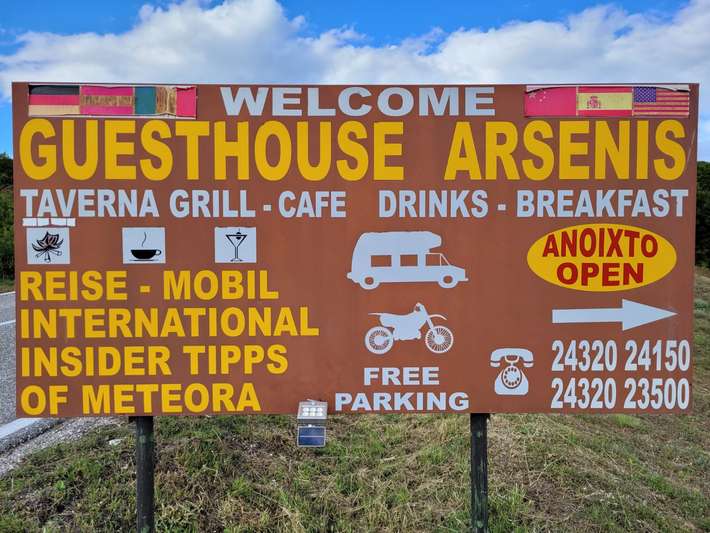 WELCOME
GUESTHOUSE ARSENIS
TAVERNA GRILL - CAFE DRINKS - BREAKFAST
ΑΝΟΙΧΤΟ
OPEN
REISE - MOBIL
INTERNATIONAL
INSIDER TIPPS
OF METEORA
FREE
PARKING
24320 24150
24320 23500